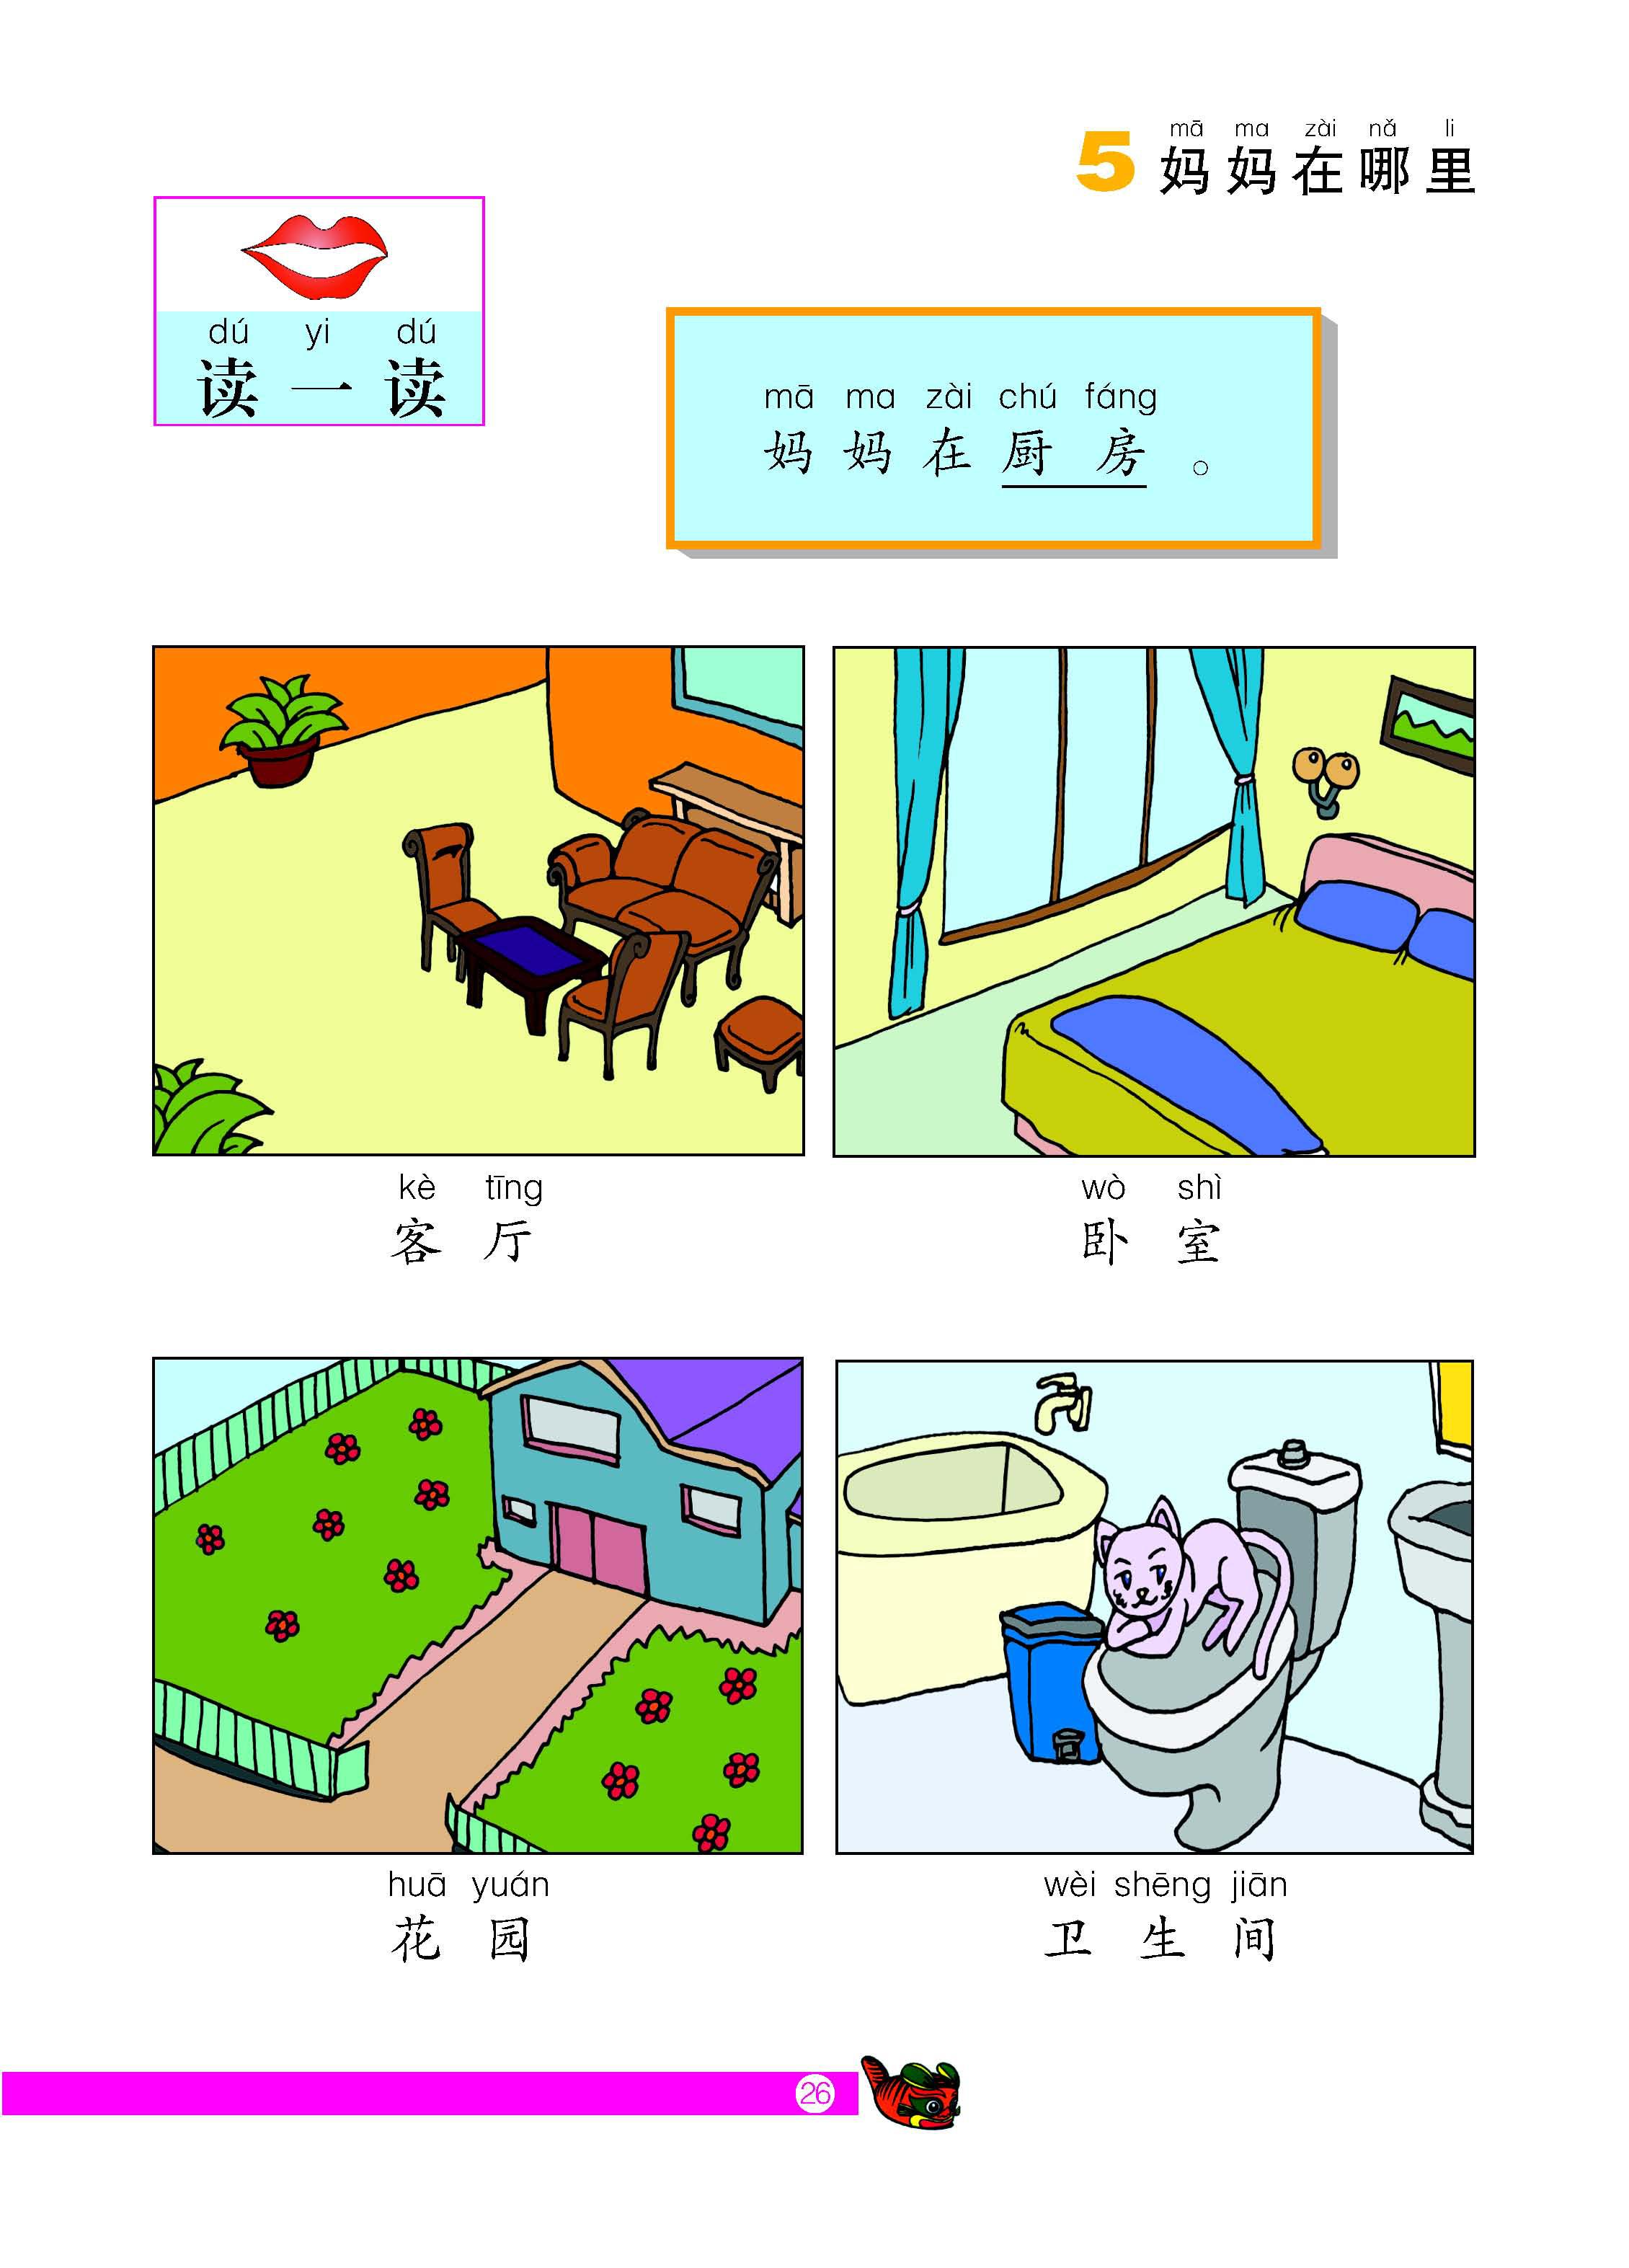 mā ma zài nǎ li
5 妈妈在哪里
dú yi dú
读一读
mā ma zài chú fáng
妈妈在厨房。
kè tīng
客厅
wò shì
卧室
huā yuán
花园
wèi shēng jiān
卫生间
26